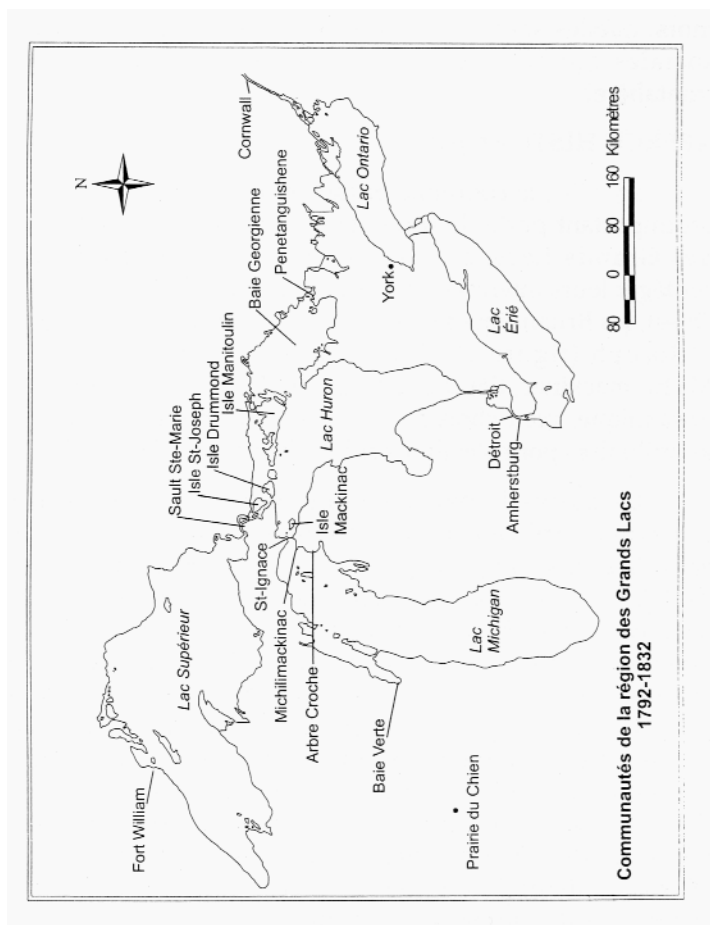 N
Cornwall
Penetanguishene
Baie Georgienne
Isle Manitoulin
Isle Drummond
Isle St-Joseph
Sault Ste-Marie
Lac Ontario
York
Lac
Érié
Lac Huron
Détroit
Amherstburg
Isle
Mackinac
St-Ignace
Michilimackinac
Arbre Croche
Lac Supérieur
Fort William
Baie Verte
Lac
Michigan
Prairie du Chien
80 0 80 160 Kilomètres
Communautés de la région des Grands Lacs
1792-1832